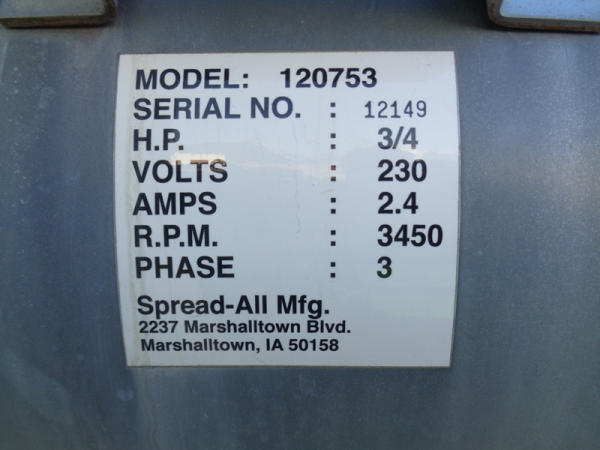 MODEL: 120753
SERIAL NO. : 12149
H.P. : 3/4
VOLTS : 230
AMPS : 2.4
R.P.M. : 3450
PHASE : 3
Spread-All Mfg.
2237 Marshalltown Blvd.
Marshalltown, IA 50158